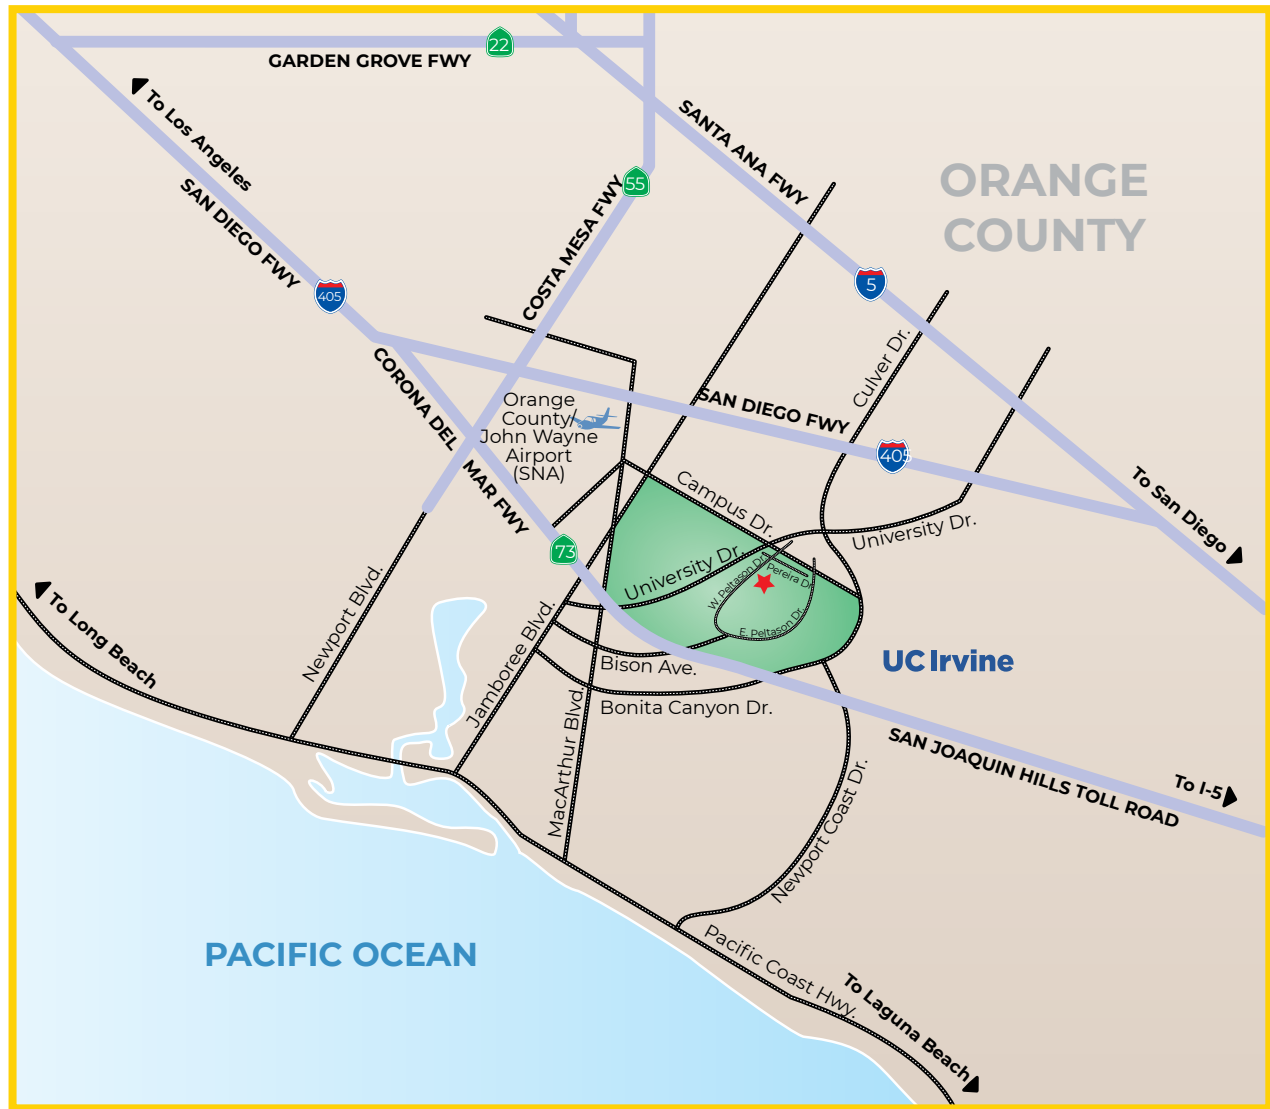 22
GARDEN GROVE FWY
To Los Angeles
SANTA ANA FWY
ORANGE
COUNTY
55
SAN DIEGO FWY
COSTA MESA FWY
405
5
CORONA DEL MAR FWY
Culver Dr.
Orange
County/
John Wayne
Airport
(SNA)
SAN DIEGO FWY
405
Campus Dr.
To San Diego
University Dr.
73
University Dr.
W. Peltason Dr.
Pereira Dr.
E. Peltason Dr.
To Long Beach
Newport Blvd.
Jamboree Blvd.
Bison Ave.
UC Irvine
Bonita Canyon Dr.
MacArthur Blvd.
SAN JOAQUIN HILLS TOLL ROAD
To I-5
Newport Coast Dr.
PACIFIC OCEAN
Pacific Coast Hwy.
To Laguna Beach